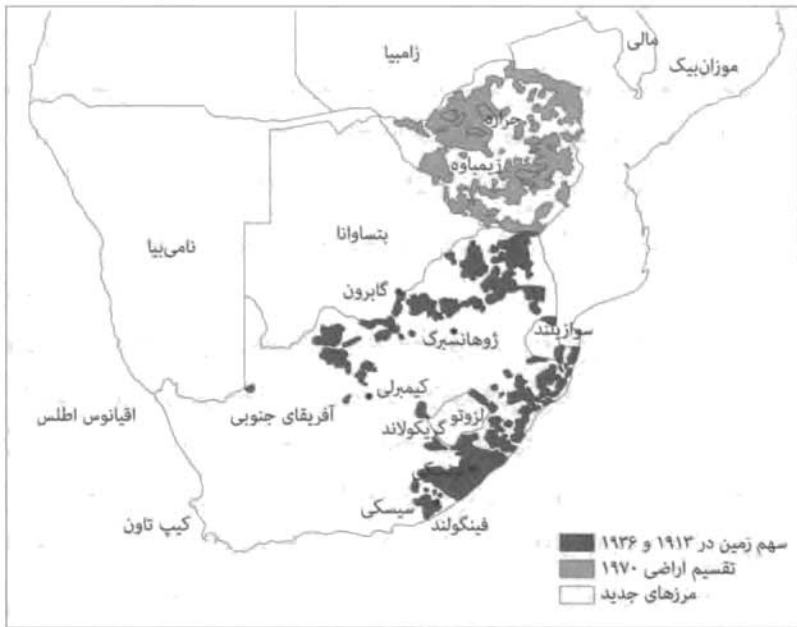 زامبیا
مالی
موزان‌بیک
حراره
زیمباوه
بتساوانا
نامی‌بیا
گابرون
سوازیلند
ژوهانسبرگ
کیمبرلی
لزوتو
آفریقای جنوبی
اقیانوس اطلس
گریکولاند
سیسکی
فینگولند
کیپ تاون
سهم زمین در ۱۹۱۳ و ۱۹۳۶
تقسیم اراضی ۱۹۷۰
مرزهای جدید